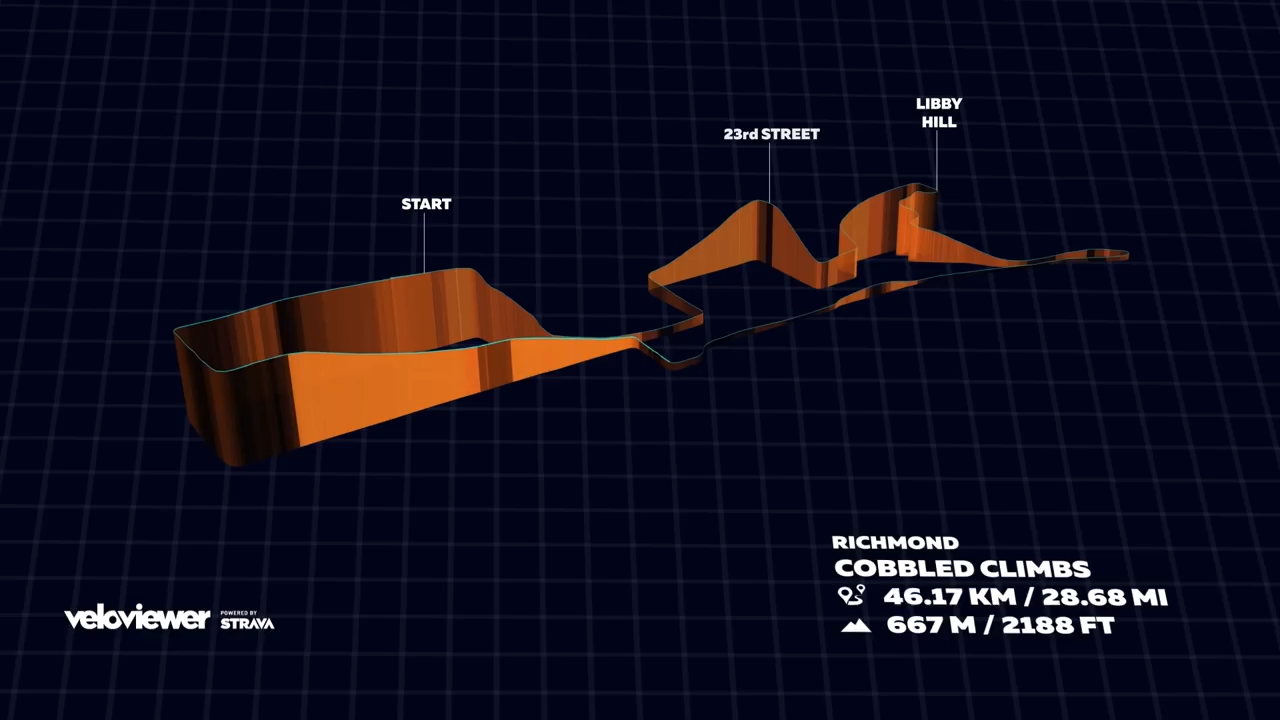 LIBBY
HILL
23rd STREET
START
RICHMOND
COBBLED CLIMBS
46.17 KM / 28.68 MI
667 M / 2188 FT
veloviewer POWERED BY STRAVA